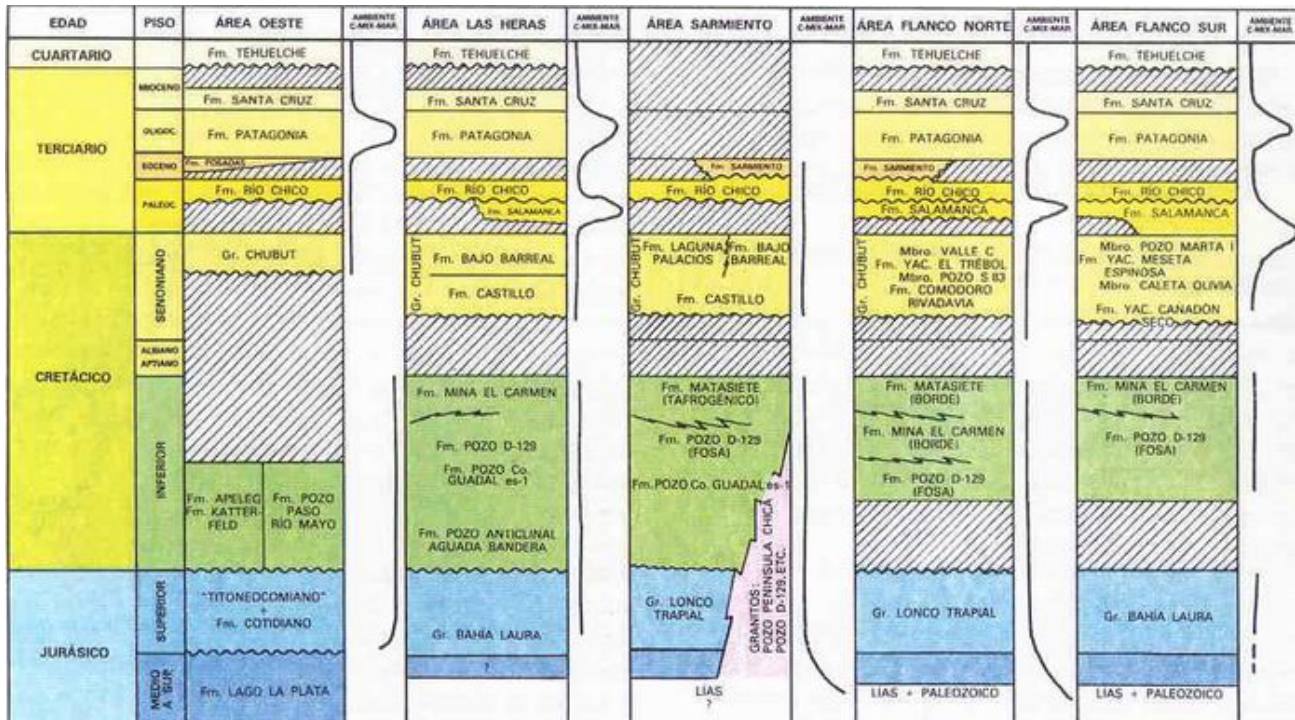 EDAD
PISO
ÁREA OESTE
AMBIENTE
C-MIX-MAR.
ÁREA LAS HERAS
AMBIENTE
C-MIX-MAR.
ÁREA SARMIENTO
AMBIENTE
C-MIX-MAR.
ÁREA FLANCO NORTE
AMBIENTE
C-MIX-MAR.
ÁREA FLANCO SUR
AMBIENTE
C-MIX-MAR.
CUARTARIO
TERCIARIO
CRETÁCICO
JURÁSICO
MIOCENO
OLIGOC.
EOCENO
PALEOC.
SENONIANO
ALBIANO
APTIANO
INFERIOR
SUPERIOR
MEDIO
A SUP.
Fm. TEHUELCHE
Fm. SANTA CRUZ
Fm. PATAGONIA
Fm. POSADAS
Fm. RÍO CHICO
Gr. CHUBUT
Fm. APELEG
Fm. KATTER-
FELD
Fm. POZO
PASO
RÍO MAYO
"TITONEOCOMIANO"
+
Fm. COTIDIANO
Fm. LAGO LA PLATA
Fm. TEHUELCHE
Fm. SANTA CRUZ
Fm. PATAGONIA
Fm. RÍO CHICO
Fm. SALAMANCA
Gr. CHUBUT
Fm. BAJO BARREAL
Fm. CASTILLO
Fm. MINA EL CARMEN
Fm. POZO D-129
Fm. POZO Co.
GUADAL es-1
Fm. POZO ANTICLINAL
AGUADA BANDERA
Gr. BAHÍA LAURA
?
Fm. SARMIENTO
Fm. RÍO CHICO
Gr. CHUBUT
Fm. LAGUNA
PALACIOS
Fm. BAJO
BARREAL
Fm. CASTILLO
Fm. MATASIETE
(TAFROGÉNICO)
Fm. POZO D-129
(FOSA)
Fm. POZO Co. GUADAL es-1
GRANITOS:
POZO PENINSULA CHICA
POZO D-129, ETC.
Gr. LONCO
TRAPIAL
LÍAS
?
Fm. TEHUELCHE
Fm. SANTA CRUZ
Fm. PATAGONIA
Fm. SARMIENTO
Fm. RÍO CHICO
Fm. SALAMANCA
Gr. CHUBUT
Mbro. VALLE C
Fm. YAC. EL TRÉBOL
Mbro. POZO S 83
Fm. COMODORO
RIVADAVIA
Fm. MATASIETE
(BORDE)
Fm. MINA EL CARMEN
(BORDE)
Fm. POZO D-129
(FOSA)
Gr. LONCO TRAPIAL
LÍAS + PALEOZOICO
Fm. TEHUELCHE
Fm. SANTA CRUZ
Fm. PATAGONIA
Fm. RÍO CHICO
Fm. SALAMANCA
Mbro. POZO MARTA I
Fm. YAC. MESETA
ESPINOSA
Mbro. CALETA OLIVIA
Fm. YAC. CAÑADÓN
SECO
Fm. MINA EL CARMEN
(BORDE)
Fm. POZO D-129
(FOSA)
Gr. BAHÍA LAURA
LÍAS + PALEOZOICO